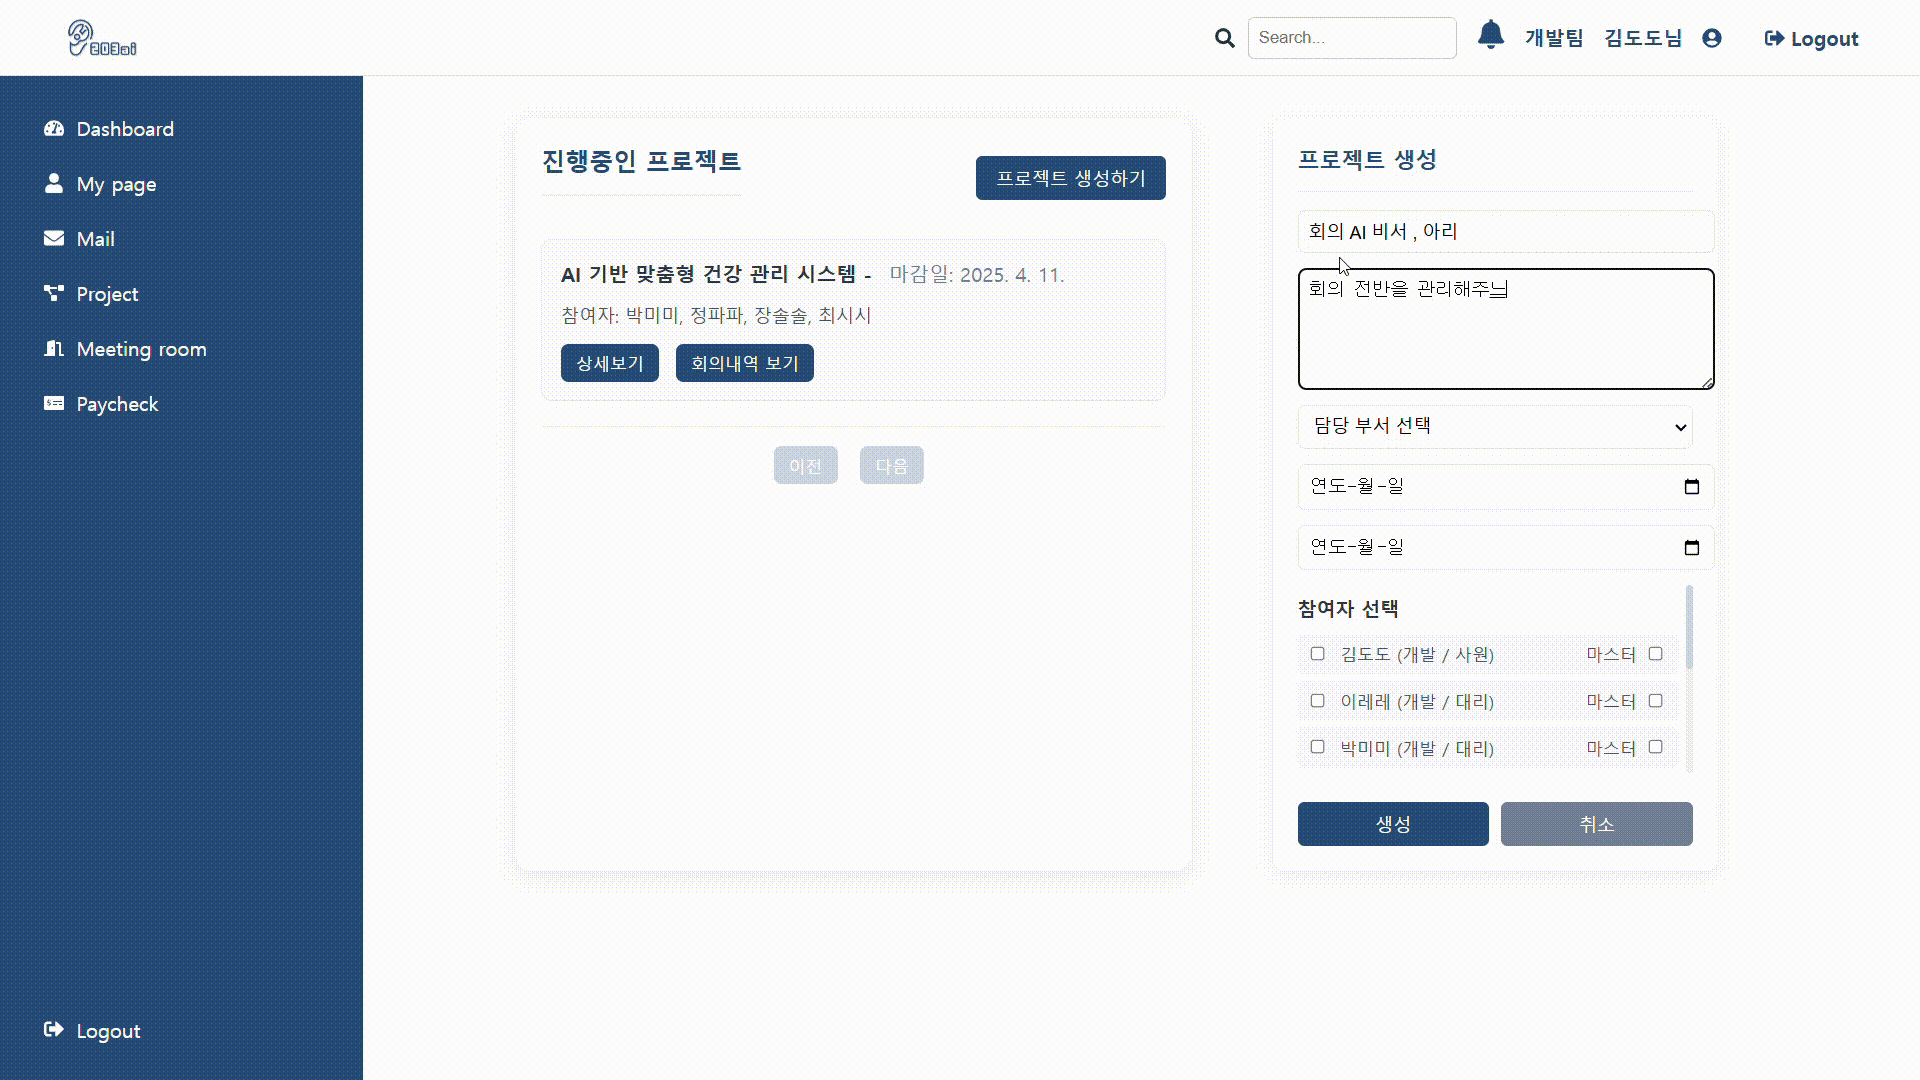 Search...
개발팀 김도도님
Logout
Dashboard
My page
Mail
Project
Meeting room
Paycheck
Logout
진행중인 프로젝트
프로젝트 생성하기
AI 기반 맞춤형 건강 관리 시스템 - 마감일: 2025. 4. 11.
참여자: 박미미, 정파파, 장솔솔, 최시시
상세보기 회의내역 보기
이전 다음
프로젝트 생성
회의 AI 비서 , 아리
회의 전반을 관리해주늬
담당 부서 선택
연도-월-일
연도-월-일
참여자 선택
김도도 (개발 / 사원) 마스터
이레레 (개발 / 대리) 마스터
박미미 (개발 / 대리) 마스터
생성 취소